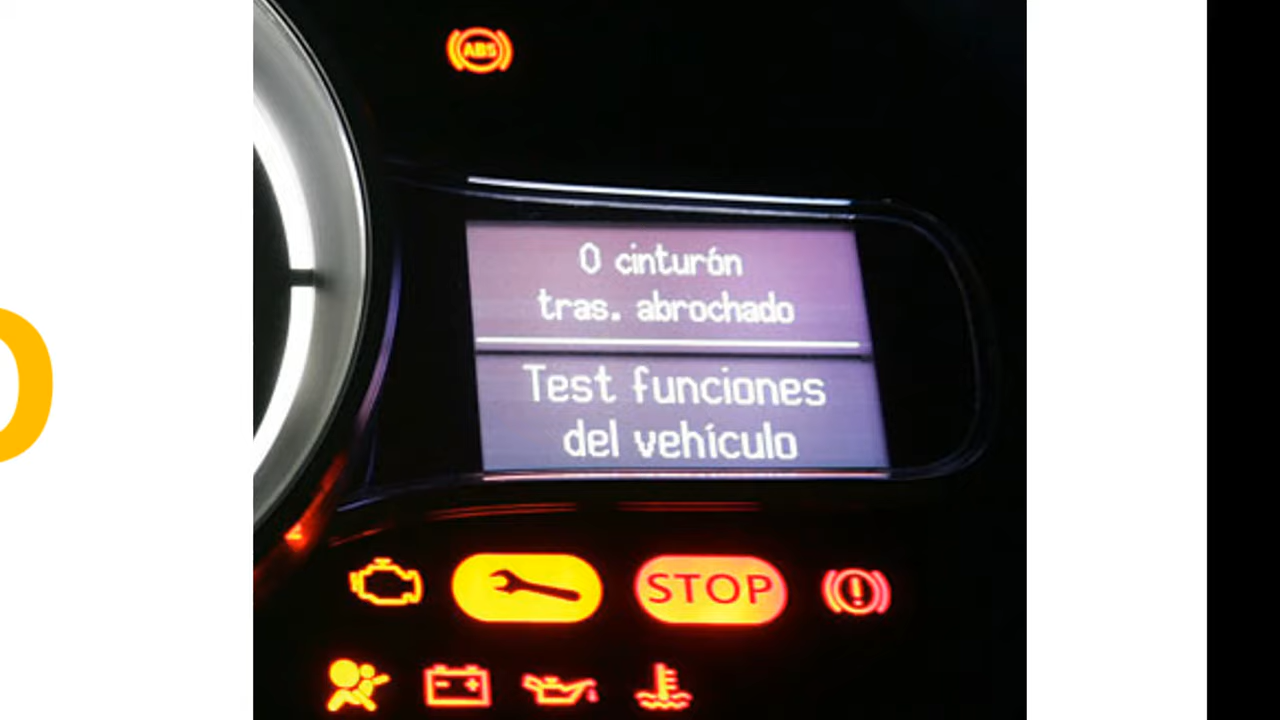 ABS
0 cinturón
tras. abrochado
Test funciones
del vehículo
STOP